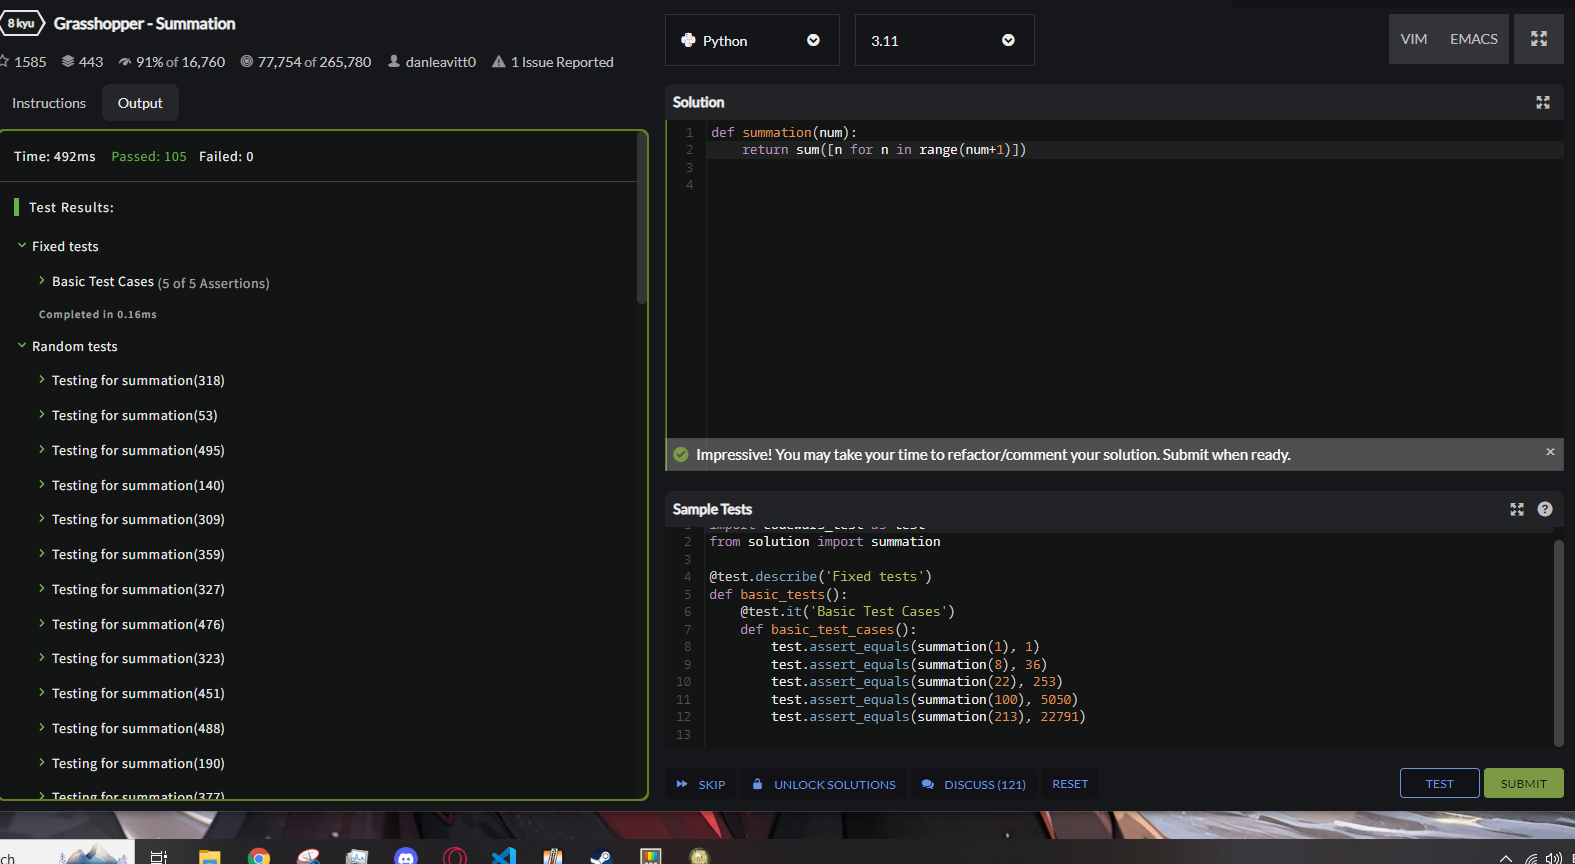 8 kyu Grasshopper - Summation
1585 443 91% of 16,760 77,754 of 265,780 danleavitt0 1 Issue Reported
Instructions Output
Time: 492ms Passed: 105 Failed: 0
Test Results:
Fixed tests
Basic Test Cases (5 of 5 Assertions)
Completed in 0.16ms
Random tests
Testing for summation(318)
Testing for summation(53)
Testing for summation(495)
Testing for summation(140)
Testing for summation(309)
Testing for summation(359)
Testing for summation(327)
Testing for summation(476)
Testing for summation(323)
Testing for summation(451)
Testing for summation(488)
Testing for summation(190)
Testing for summation(377)
Python 3.11 VIM EMACS
Solution
1 def summation(num):
2     return sum([n for n in range(num+1)])
3
4
Impressive! You may take your time to refactor/comment your solution. Submit when ready. ×
Sample Tests ?
1 import codewars_test as test
2 from solution import summation
3
4 @test.describe('Fixed tests')
5 def basic_tests():
6     @test.it('Basic Test Cases')
7     def basic_test_cases():
8         test.assert_equals(summation(1), 1)
9         test.assert_equals(summation(8), 36)
10         test.assert_equals(summation(22), 253)
11         test.assert_equals(summation(100), 5050)
12         test.assert_equals(summation(213), 22791)
13
SKIP UNLOCK SOLUTIONS DISCUSS (121) RESET TEST SUBMIT
ch